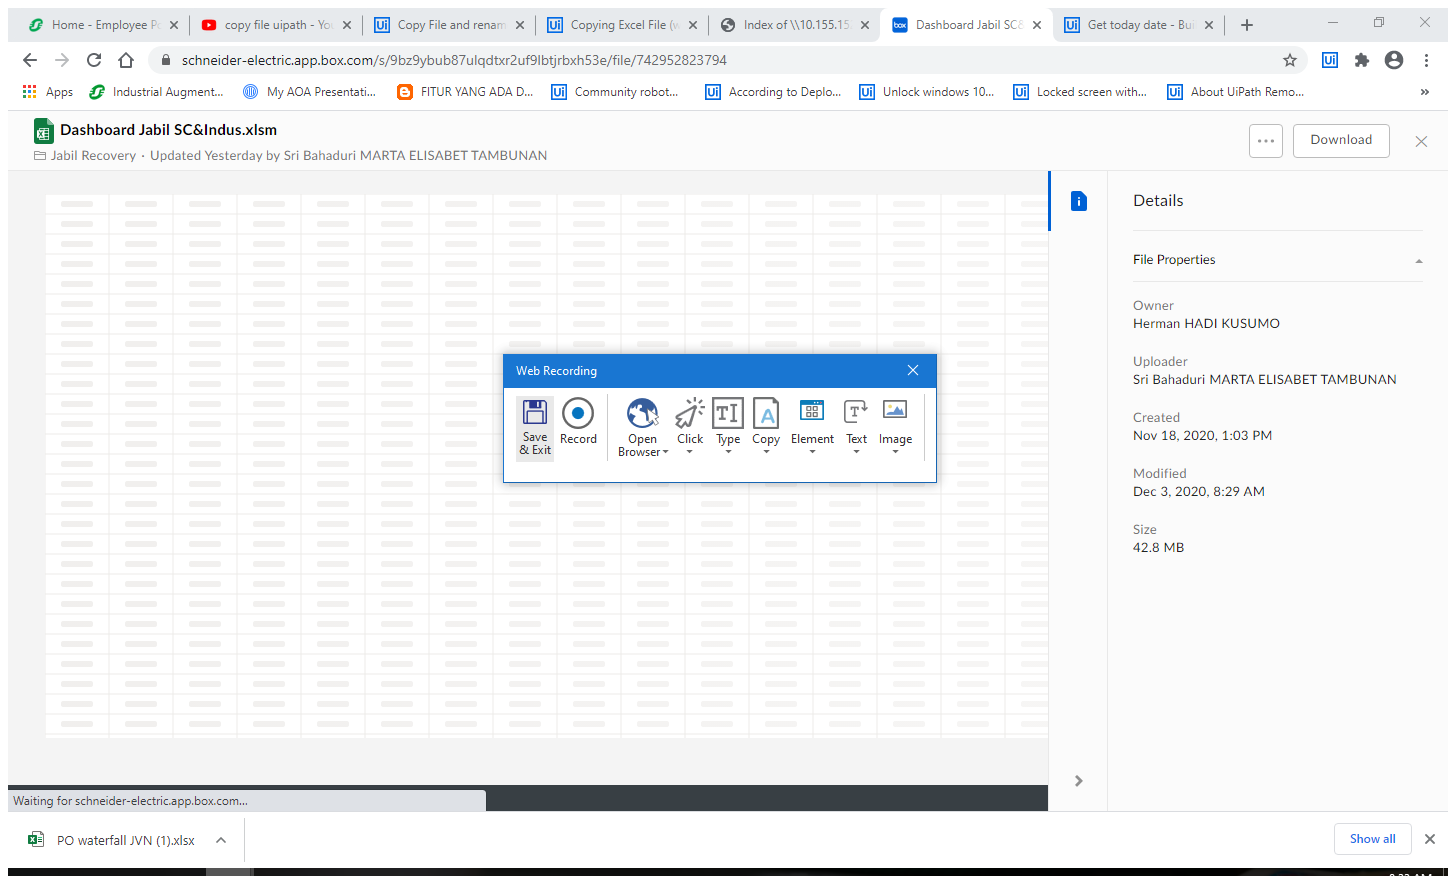 Home - Employee Po
copy file uipath - You
Copy File and renam
Copying Excel File (w
Index of \\10.155.15
Dashboard Jabil SC&
Get today date - Bui
schneider-electric.app.box.com/s/9bz9ybub87ulqdtxr2uf9lbtjrbxh53e/file/742952823794
Apps
Industrial Augment...
My AOA Presentati...
FITUR YANG ADA D...
Community robot...
According to Deplo...
Unlock windows 10...
Locked screen with...
About UiPath Remo...
Dashboard Jabil SC&Indus.xlsm
Jabil Recovery · Updated Yesterday by Sri Bahaduri MARTA ELISABET TAMBUNAN
Download
Details
File Properties
Owner
Herman HADI KUSUMO
Uploader
Sri Bahaduri MARTA ELISABET TAMBUNAN
Created
Nov 18, 2020, 1:03 PM
Modified
Dec 3, 2020, 8:29 AM
Size
42.8 MB
Web Recording
Save & Exit
Record
Open Browser
Click
Type
Copy
Element
Text
Image
Waiting for schneider-electric.app.box.com...
PO waterfall JVN (1).xlsx
Show all